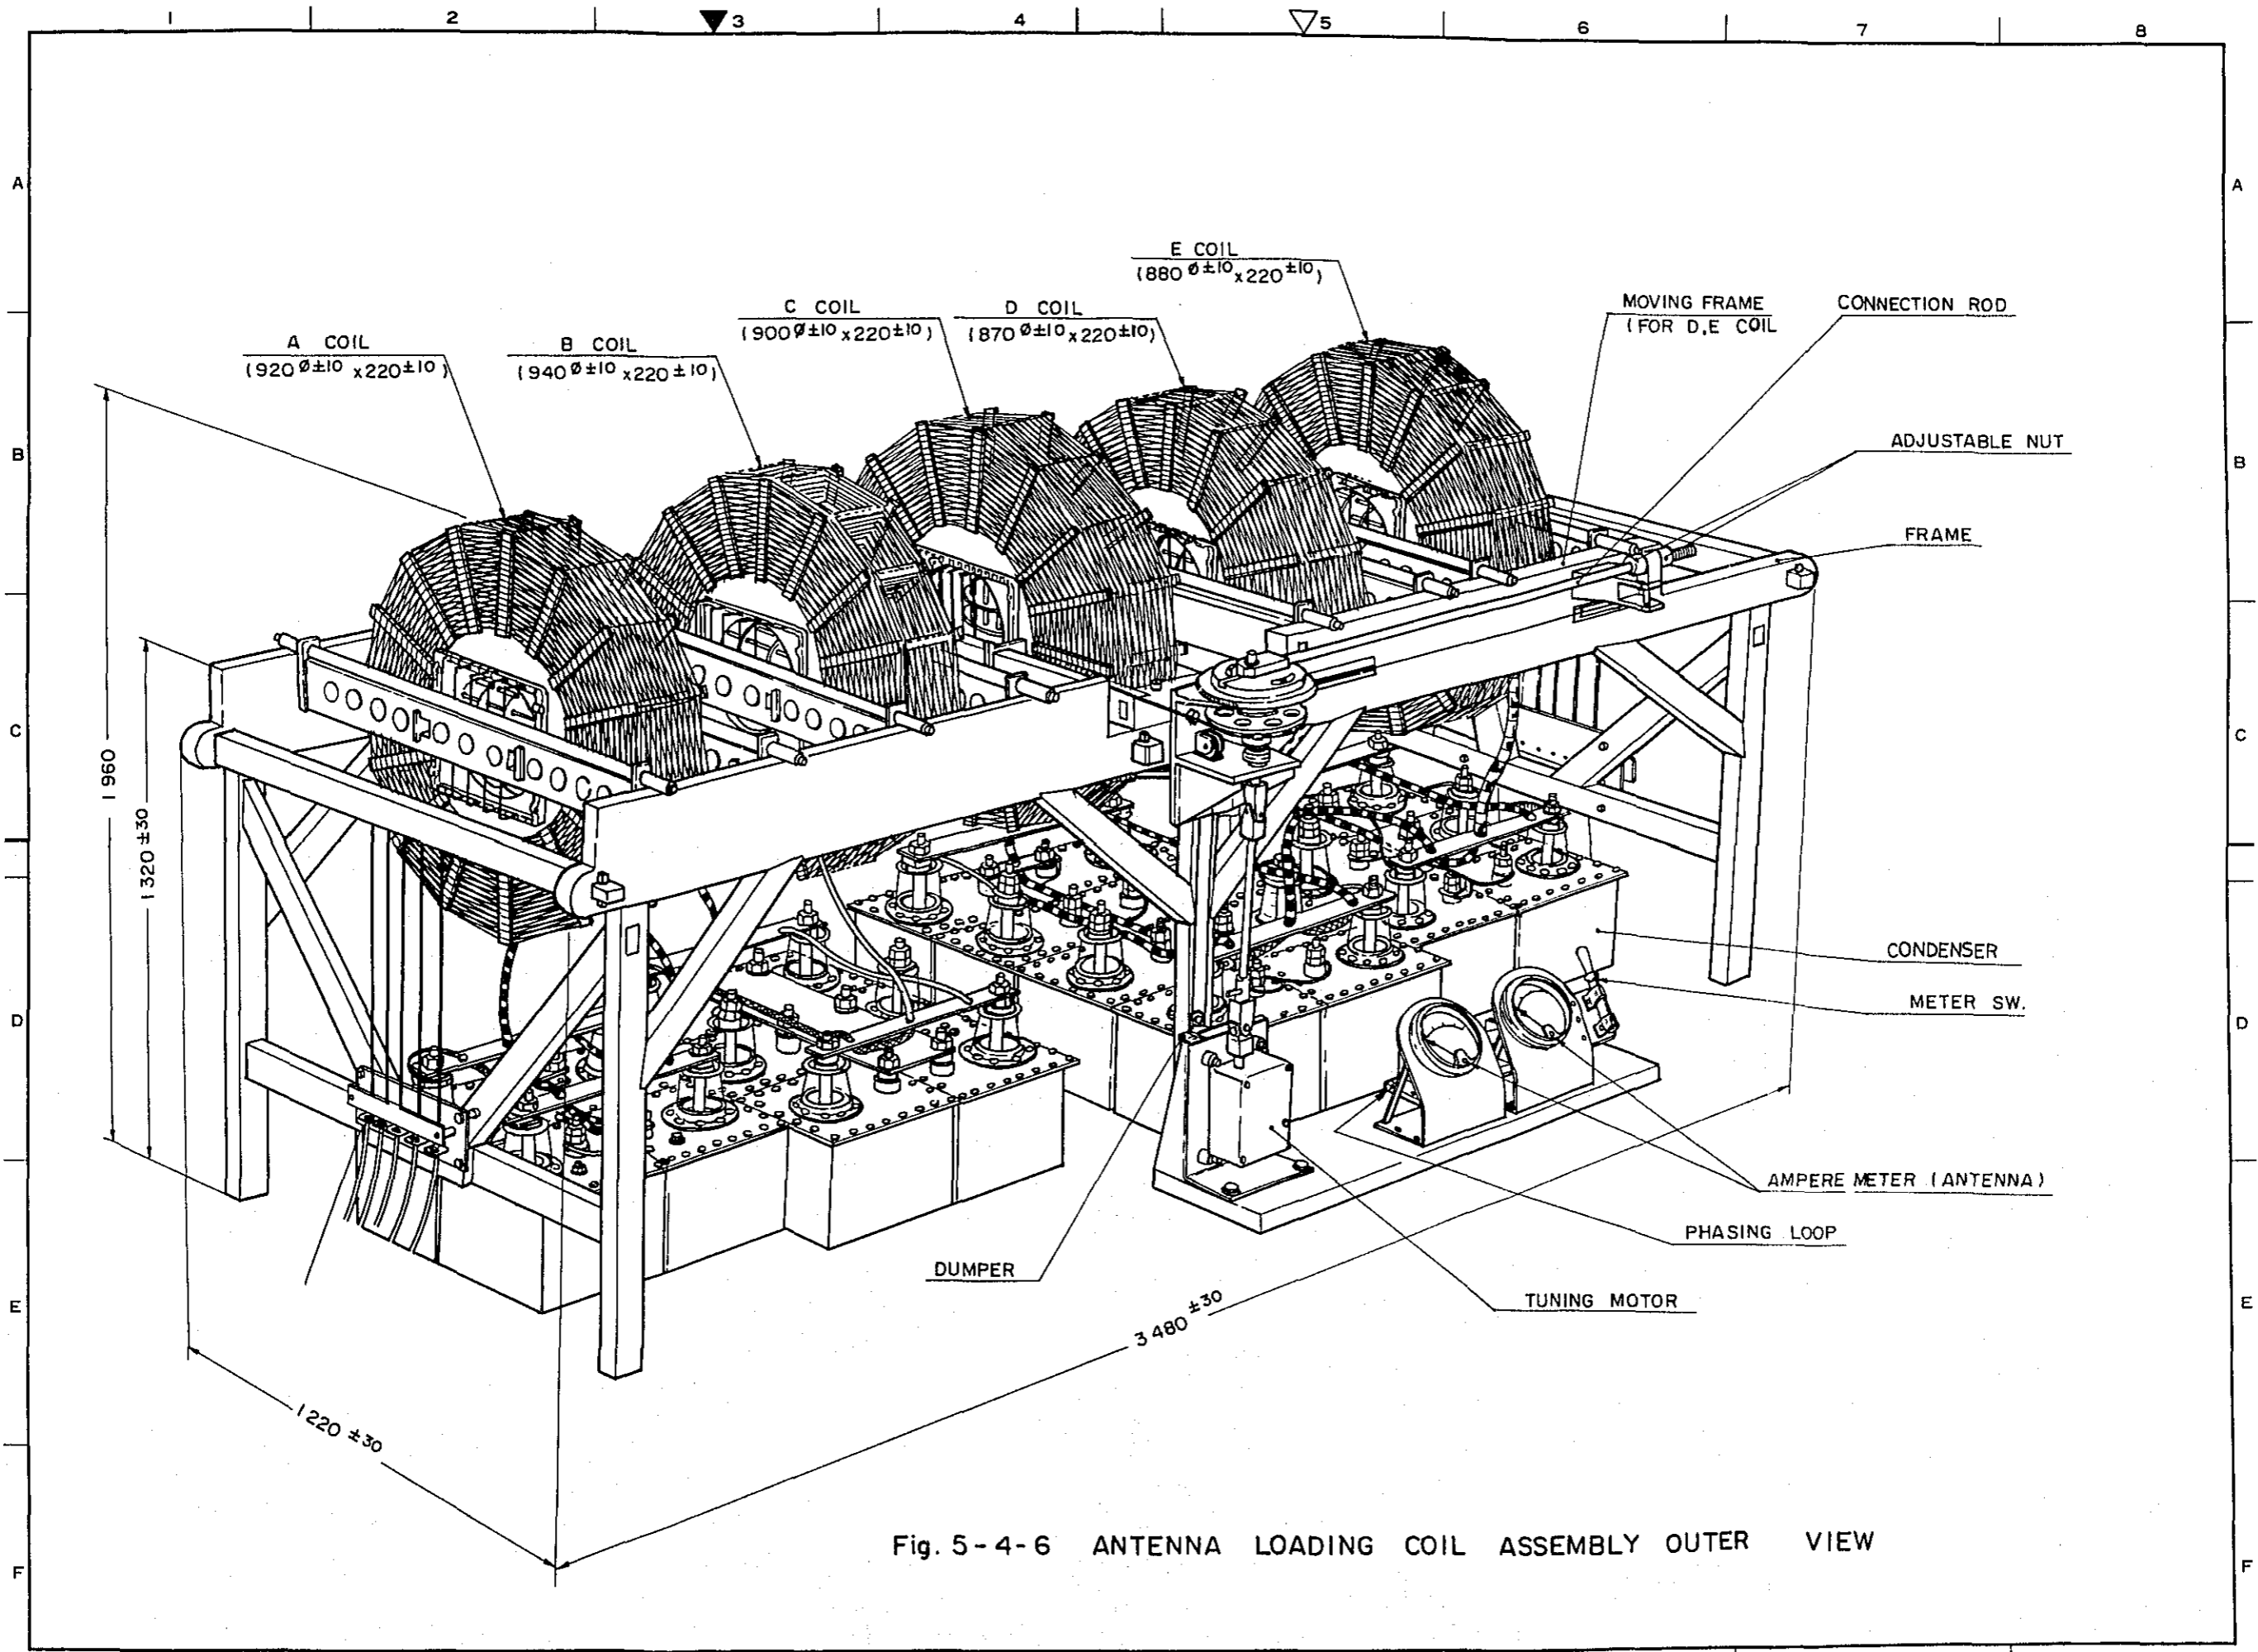 1 2 3 4 5 6 7 8
A A
B B
C C
D D
E E
F F
E COIL
(880 ø±10 x220 ±10)
C COIL
(900 ø±10 x220 ±10)
D COIL
(870 ø±10 x220 ±10)
MOVING FRAME
(FOR D,E COIL
CONNECTION ROD
A COIL
(920 ø±10 x220 ±10)
B COIL
(940 ø±10 x220 ±10)
ADJUSTABLE NUT
FRAME
1 960
1 320 ±30
CONDENSER
METER SW.
AMPERE METER (ANTENNA)
PHASING LOOP
DUMPER
TUNING MOTOR
3 480 ±30
1 220 ±30
Fig. 5-4-6 ANTENNA LOADING COIL ASSEMBLY OUTER VIEW